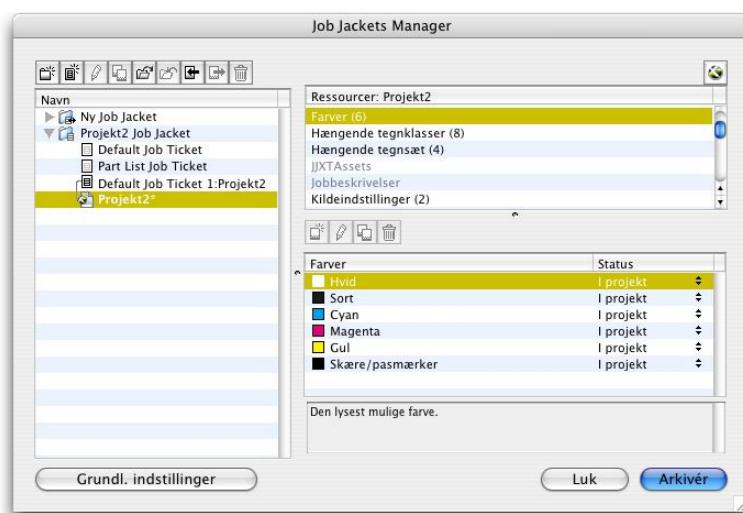 Job Jackets Manager
Navn
Ny Job Jacket
Projekt2 Job Jacket
Default Job Ticket
Part List Job Ticket
Default Job Ticket 1:Projekt2
Projekt2*
Ressourcer: Projekt2
Farver (6)
Hængende tegnklasser (8)
Hængende tegnsæt (4)
JJXTAssets
Jobbeskrivelser
Kildeindstillinger (2)
Farver Status
Hvid I projekt
Sort I projekt
Cyan I projekt
Magenta I projekt
Gul I projekt
Skære/pasmærker I projekt
Den lysest mulige farve.
Grundl. indstillinger
Luk
Arkivér